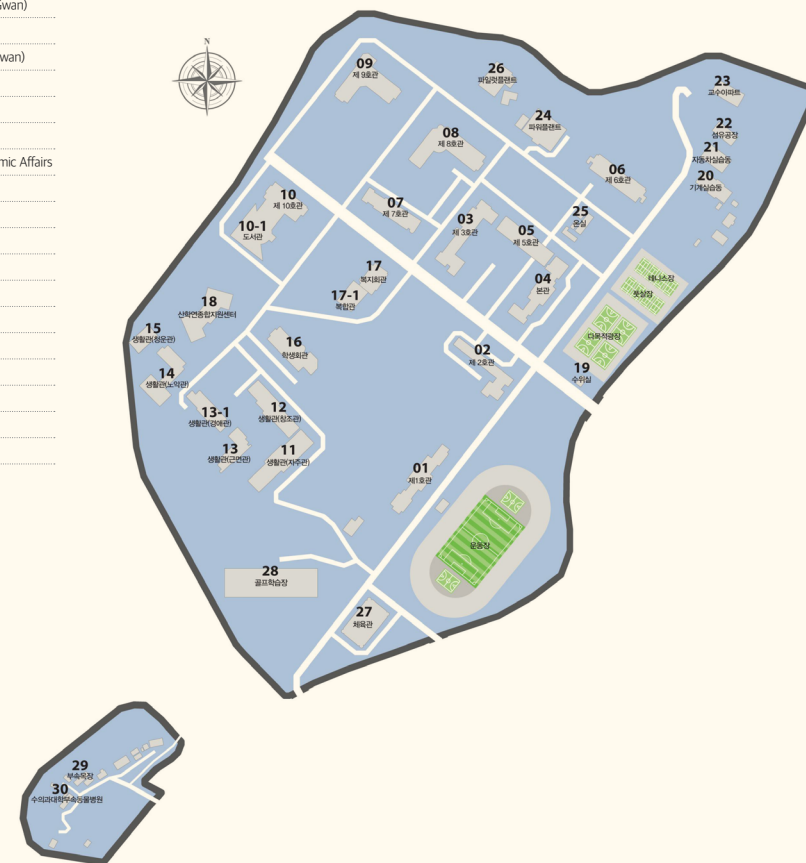 Gwan)
wan)
mic Affairs
N
09
제 9호관
26
파일럿플랜트
23
교수아파트
24
파워플랜트
22
섬유공장
08
제 8호관
21
자동차실습동
06
제 6호관
20
기계실습동
10
제 10호관
07
제 7호관
25
온실
03
제 3호관
05
제 5호관
10-1
도서관
17
복지회관
04
본관
테니스장
풋살장
17-1
복합관
18
산학연종합지원센터
15
생활관(청운관)
16
학생회관
02
제 2호관
다목적광장
19
수위실
14
생활관(노악관)
13-1
생활관(경애관)
12
생활관(창조관)
13
생활관(근면관)
11
생활관(자주관)
01
제1호관
운동장
28
골프학습장
27
체육관
29
부속목장
30
수의과대학부속동물병원